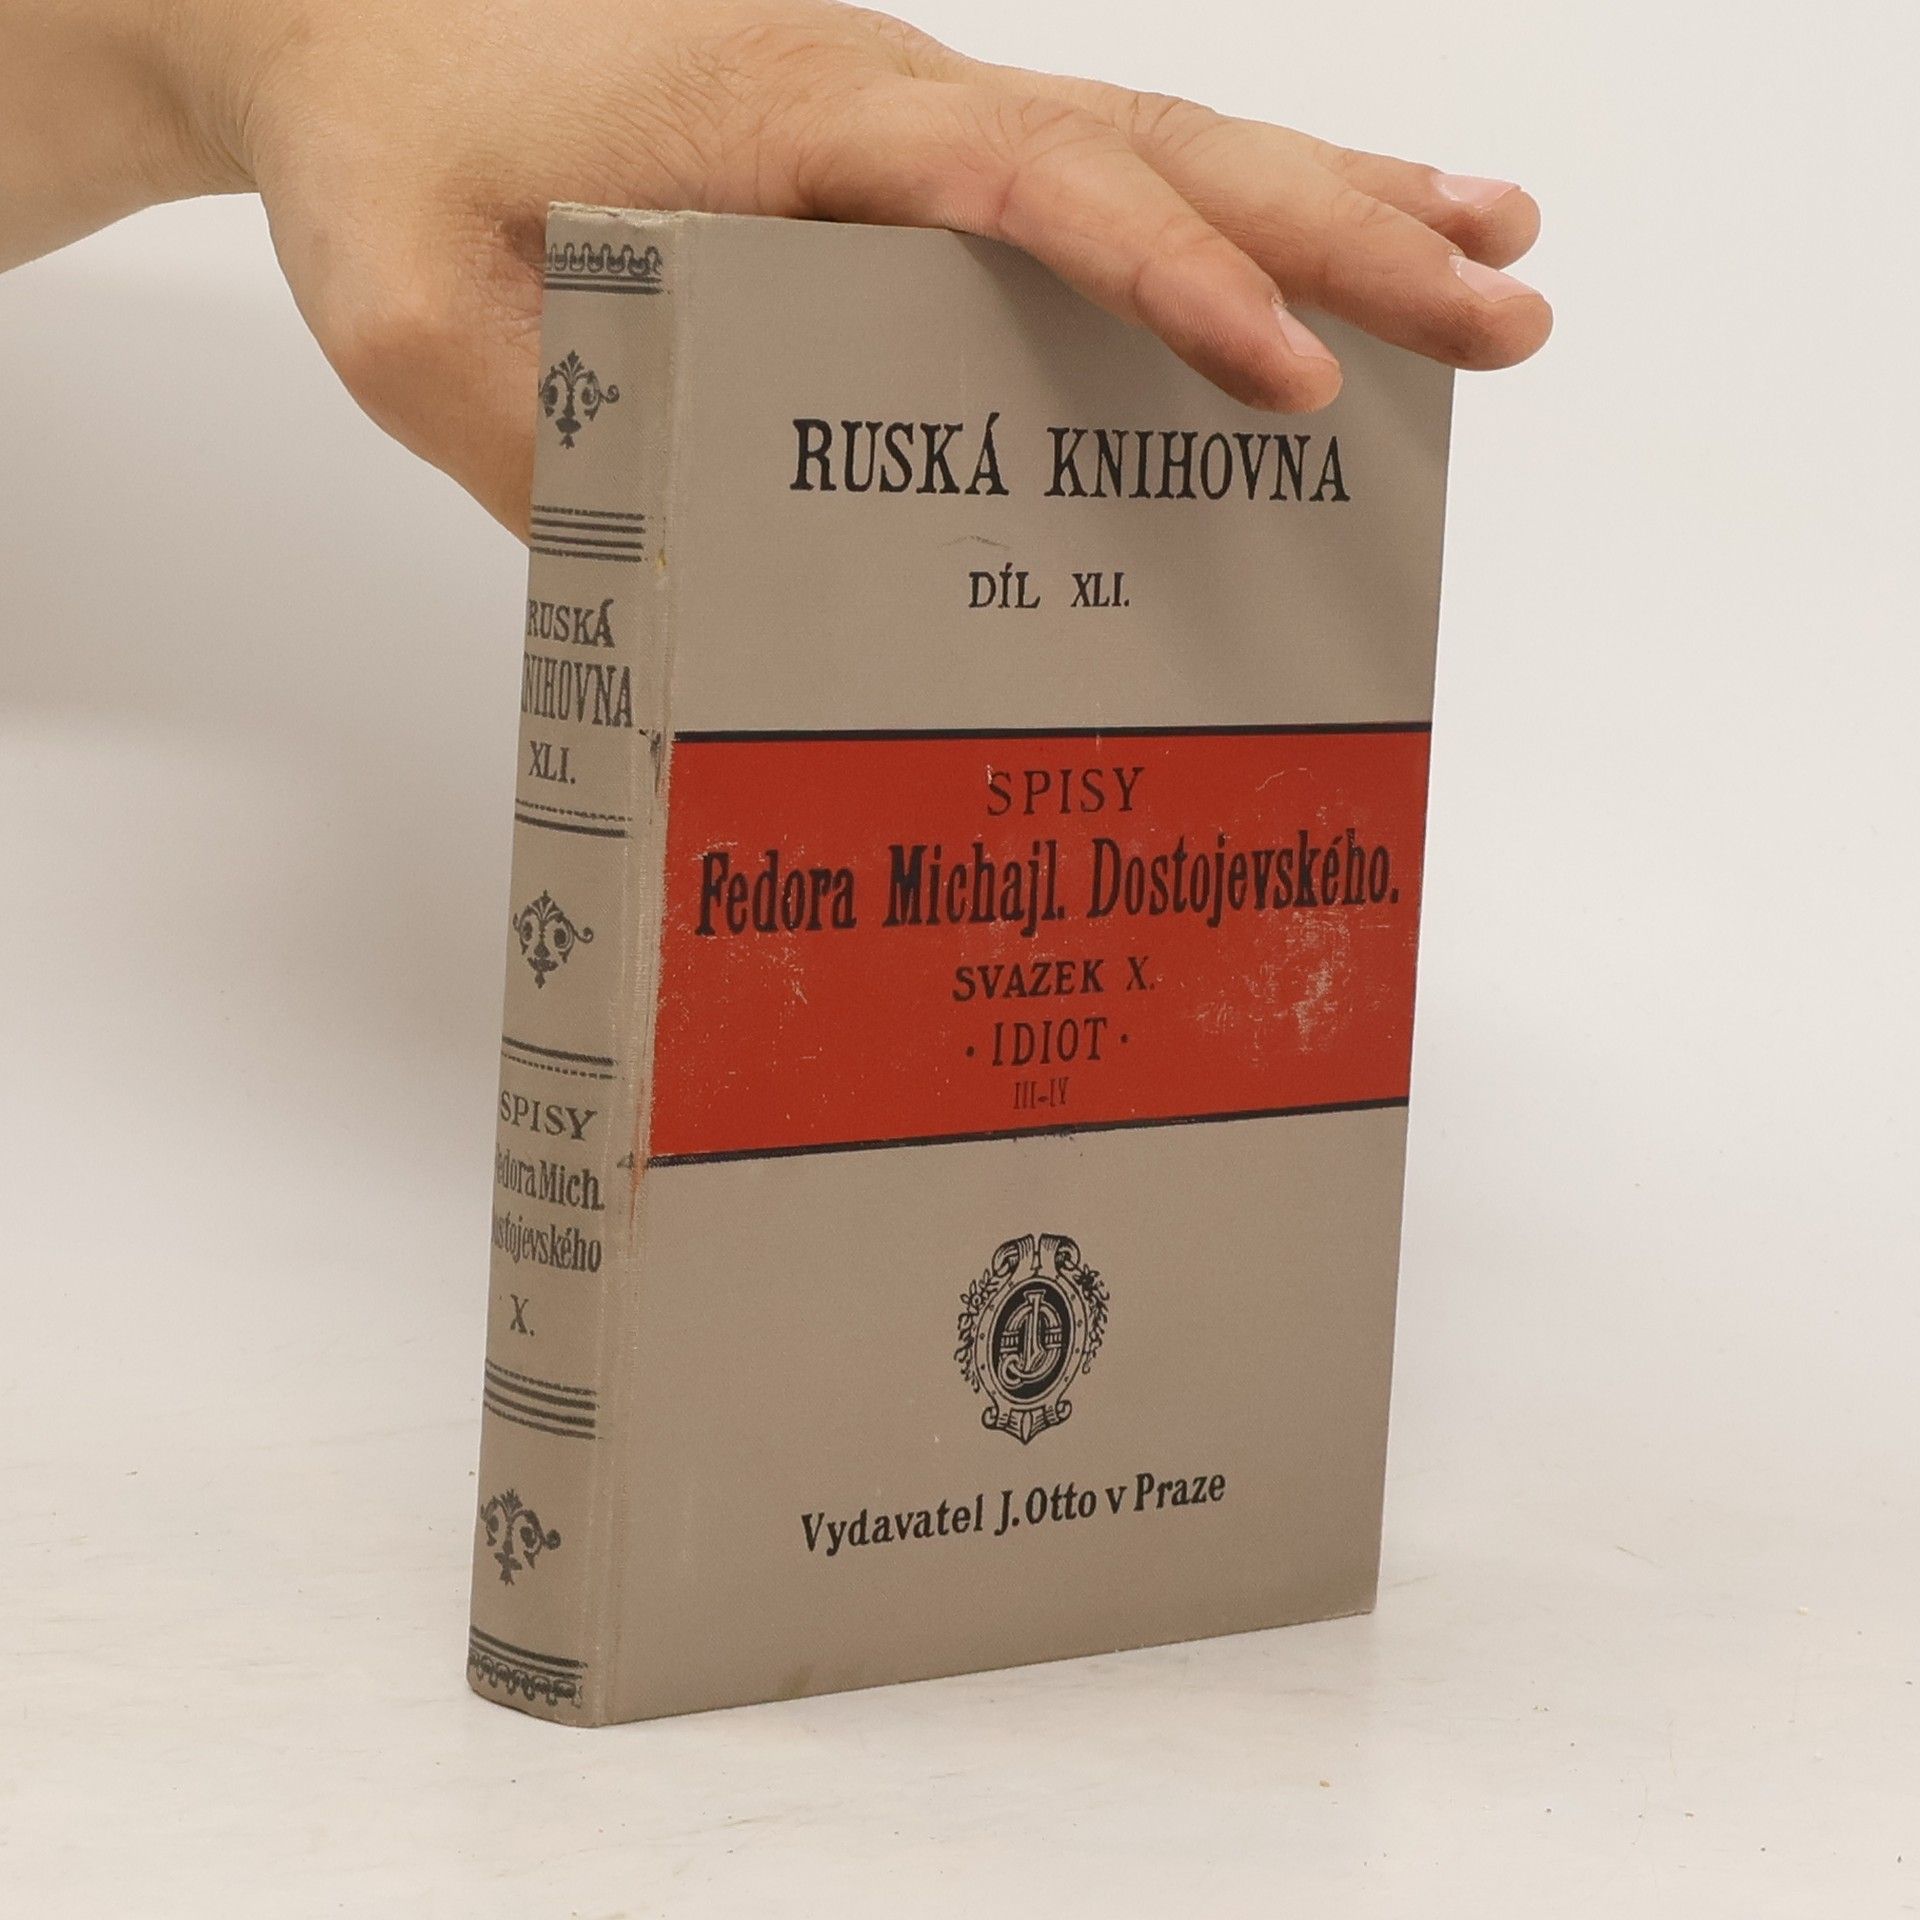 RUSKÁ
KNIHOVNA
XLI.
SPISY
Fedora Mich.
Dostojevského
X.
RUSKÁ KNIHOVNA
DÍL XLI.
SPISY
Fedora Michajl. Dostojevského.
SVAZEK X.
· IDIOT ·
III-IV
Vydavatel J. Otto v Praze